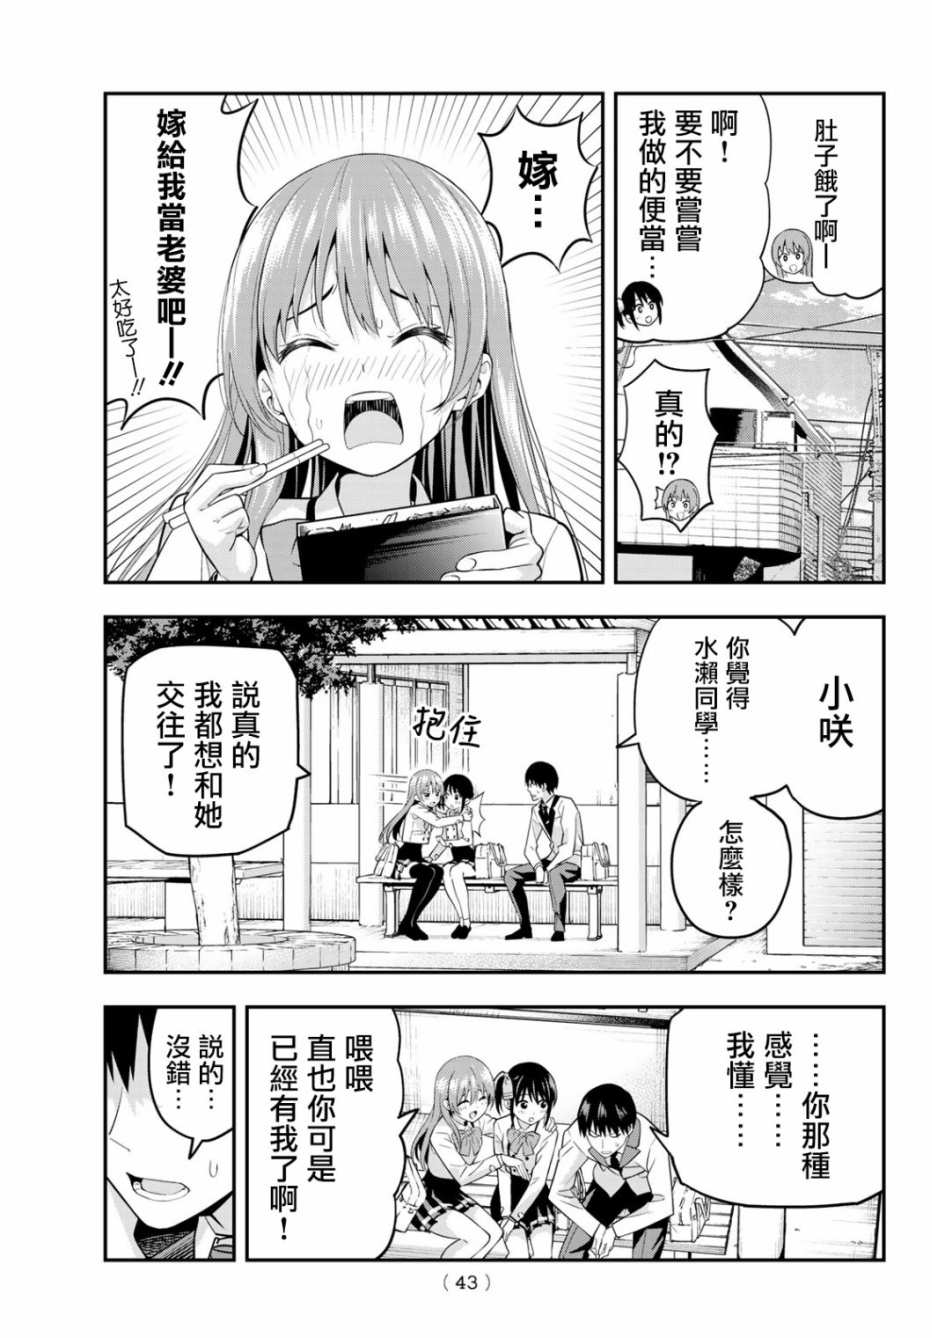 肚子餓了啊—
啊！
要不要嘗嘗
我做的便當…
真的!?
嫁…
嫁給我當老婆吧—!!
太好吃了—!!
小咲
你覺得
水瀨同學……
怎麼樣？
抱住
說真的
我都想和她
交往了！
……你那種
感覺……
我懂……
喂喂
直也你可是
已經有我了啊！
說的…
沒錯…
（43）